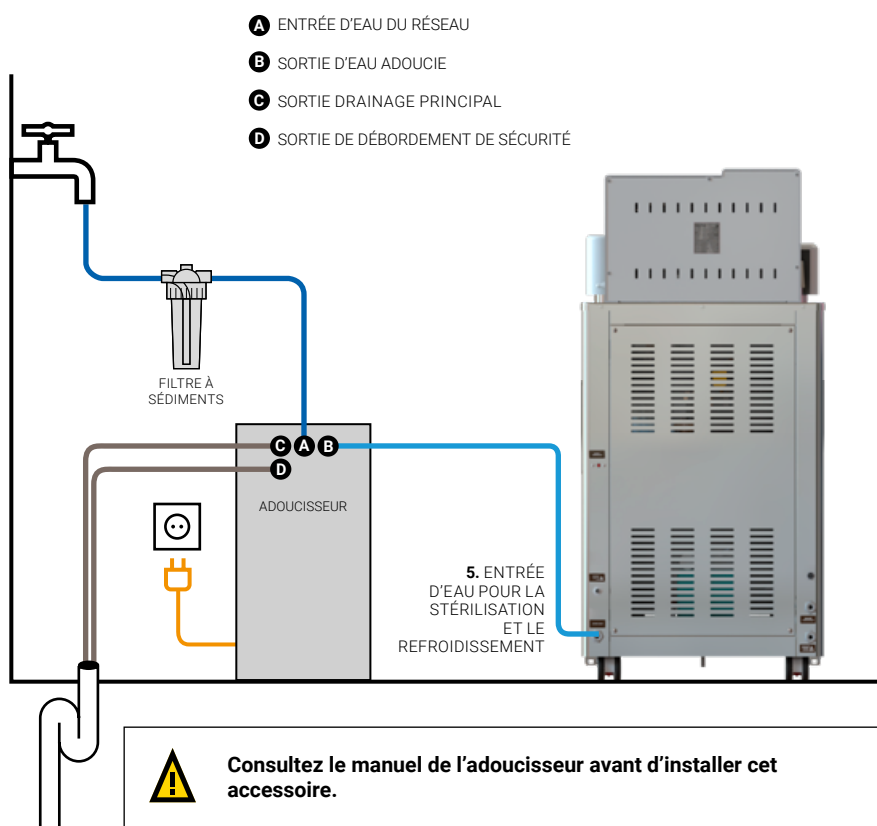 A ENTRÉE D'EAU DU RÉSEAU
B SORTIE D'EAU ADOUCIE
C SORTIE DRAINAGE PRINCIPAL
D SORTIE DE DÉBORDEMENT DE SÉCURITÉ
FILTRE À
SÉDIMENTS
C A B
D
ADOUCISSEUR
5. ENTRÉE
D'EAU POUR LA
STÉRILISATION
ET LE
REFROIDISSEMENT
Consultez le manuel de l'adoucisseur avant d'installer cet
accessoire.